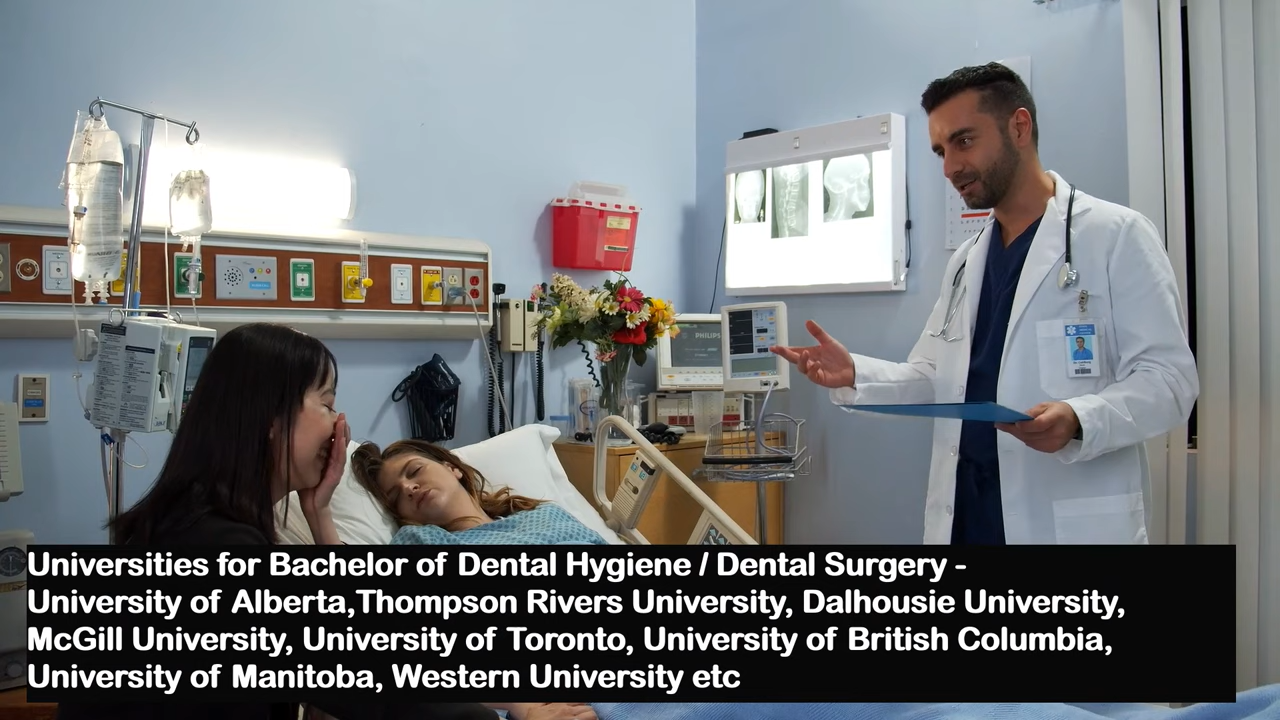 PHILIPS
Universities for Bachelor of Dental Hygiene / Dental Surgery -
University of Alberta,Thompson Rivers University, Dalhousie University,
McGill University, University of Toronto, University of British Columbia,
University of Manitoba, Western University etc